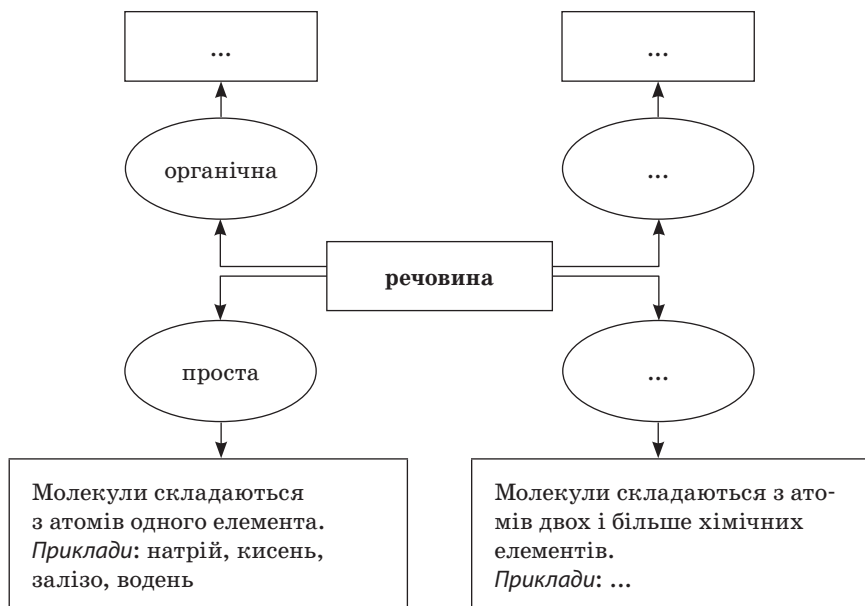 ...
...
органічна
...
речовина
проста
...
Молекули складаються
з атомів одного елемента.
Приклади: натрій, кисень,
залізо, водень
Молекули складаються з ато-
мів двох і більше хімічних
елементів.
Приклади: ...